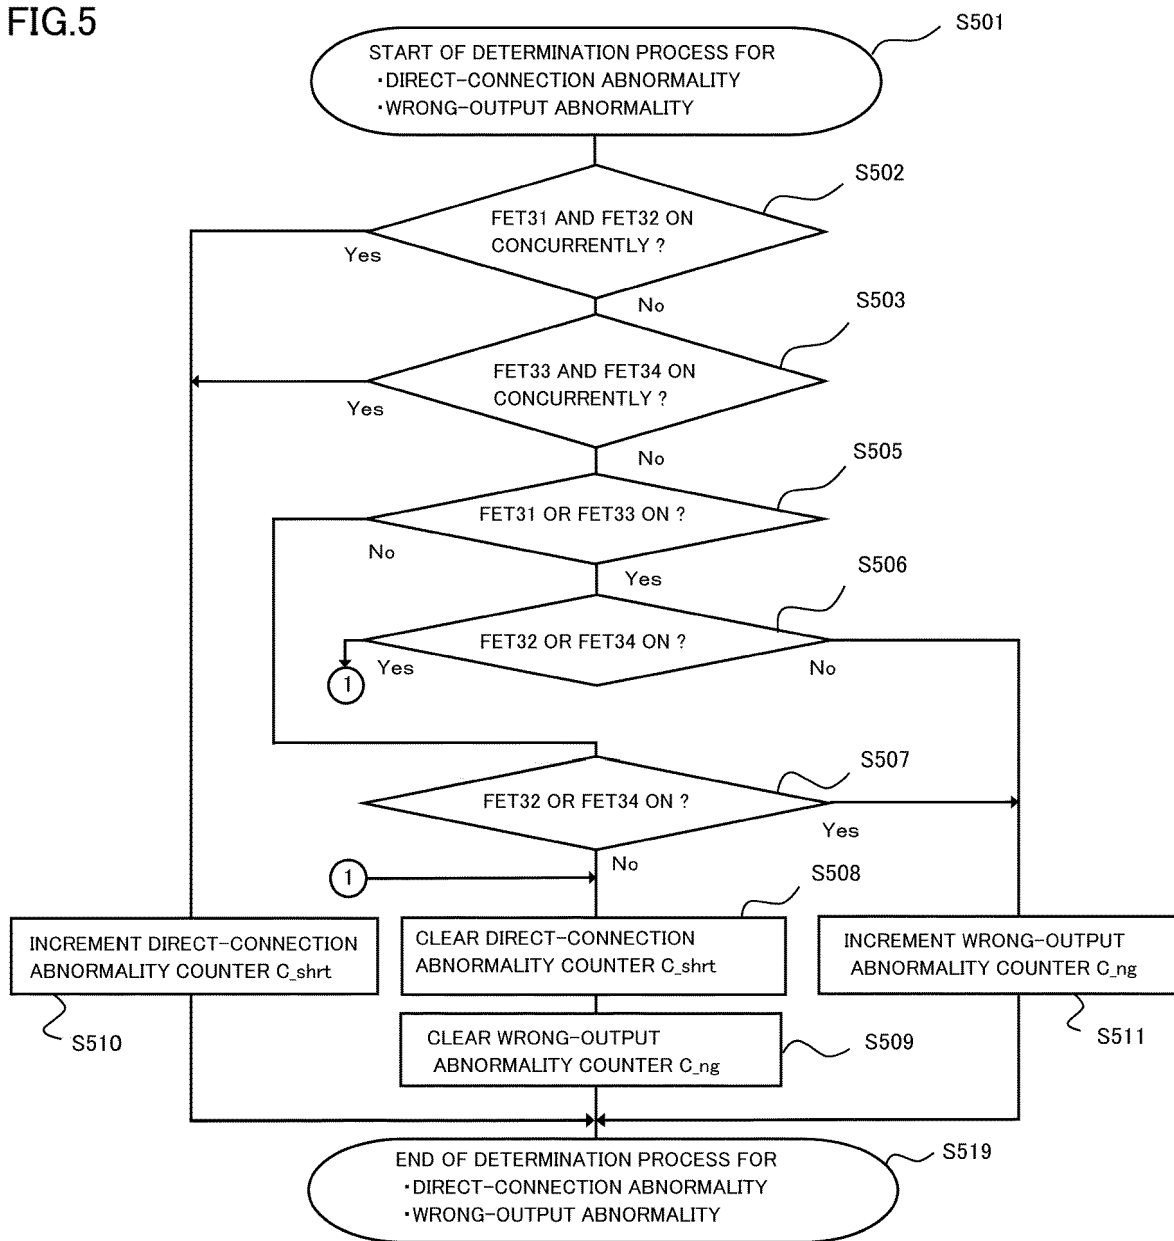 FIG.5
S501
START OF DETERMINATION PROCESS FOR
・DIRECT-CONNECTION ABNORMALITY
・WRONG-OUTPUT ABNORMALITY
S502
FET31 AND FET32 ON
CONCURRENTLY ?
Yes
No
S503
FET33 AND FET34 ON
CONCURRENTLY ?
Yes
No
S505
FET31 OR FET33 ON ?
No
Yes
S506
FET32 OR FET34 ON ?
Yes
No
1
S507
FET32 OR FET34 ON ?
Yes
No
1
S508
INCREMENT DIRECT-CONNECTION
ABNORMALITY COUNTER C_shrt
S510
CLEAR DIRECT-CONNECTION
ABNORMALITY COUNTER C_shrt
INCREMENT WRONG-OUTPUT
ABNORMALITY COUNTER C_ng
S511
CLEAR WRONG-OUTPUT
ABNORMALITY COUNTER C_ng
S509
END OF DETERMINATION PROCESS FOR
・DIRECT-CONNECTION ABNORMALITY
・WRONG-OUTPUT ABNORMALITY
S519